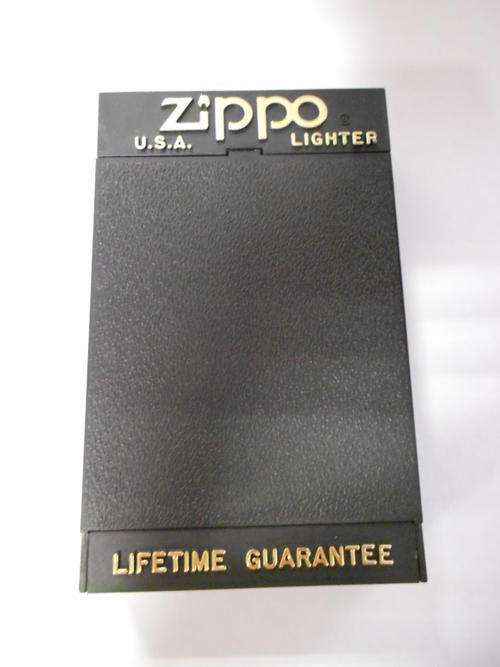 Zippo ®
U.S.A. LIGHTER
LIFETIME GUARANTEE